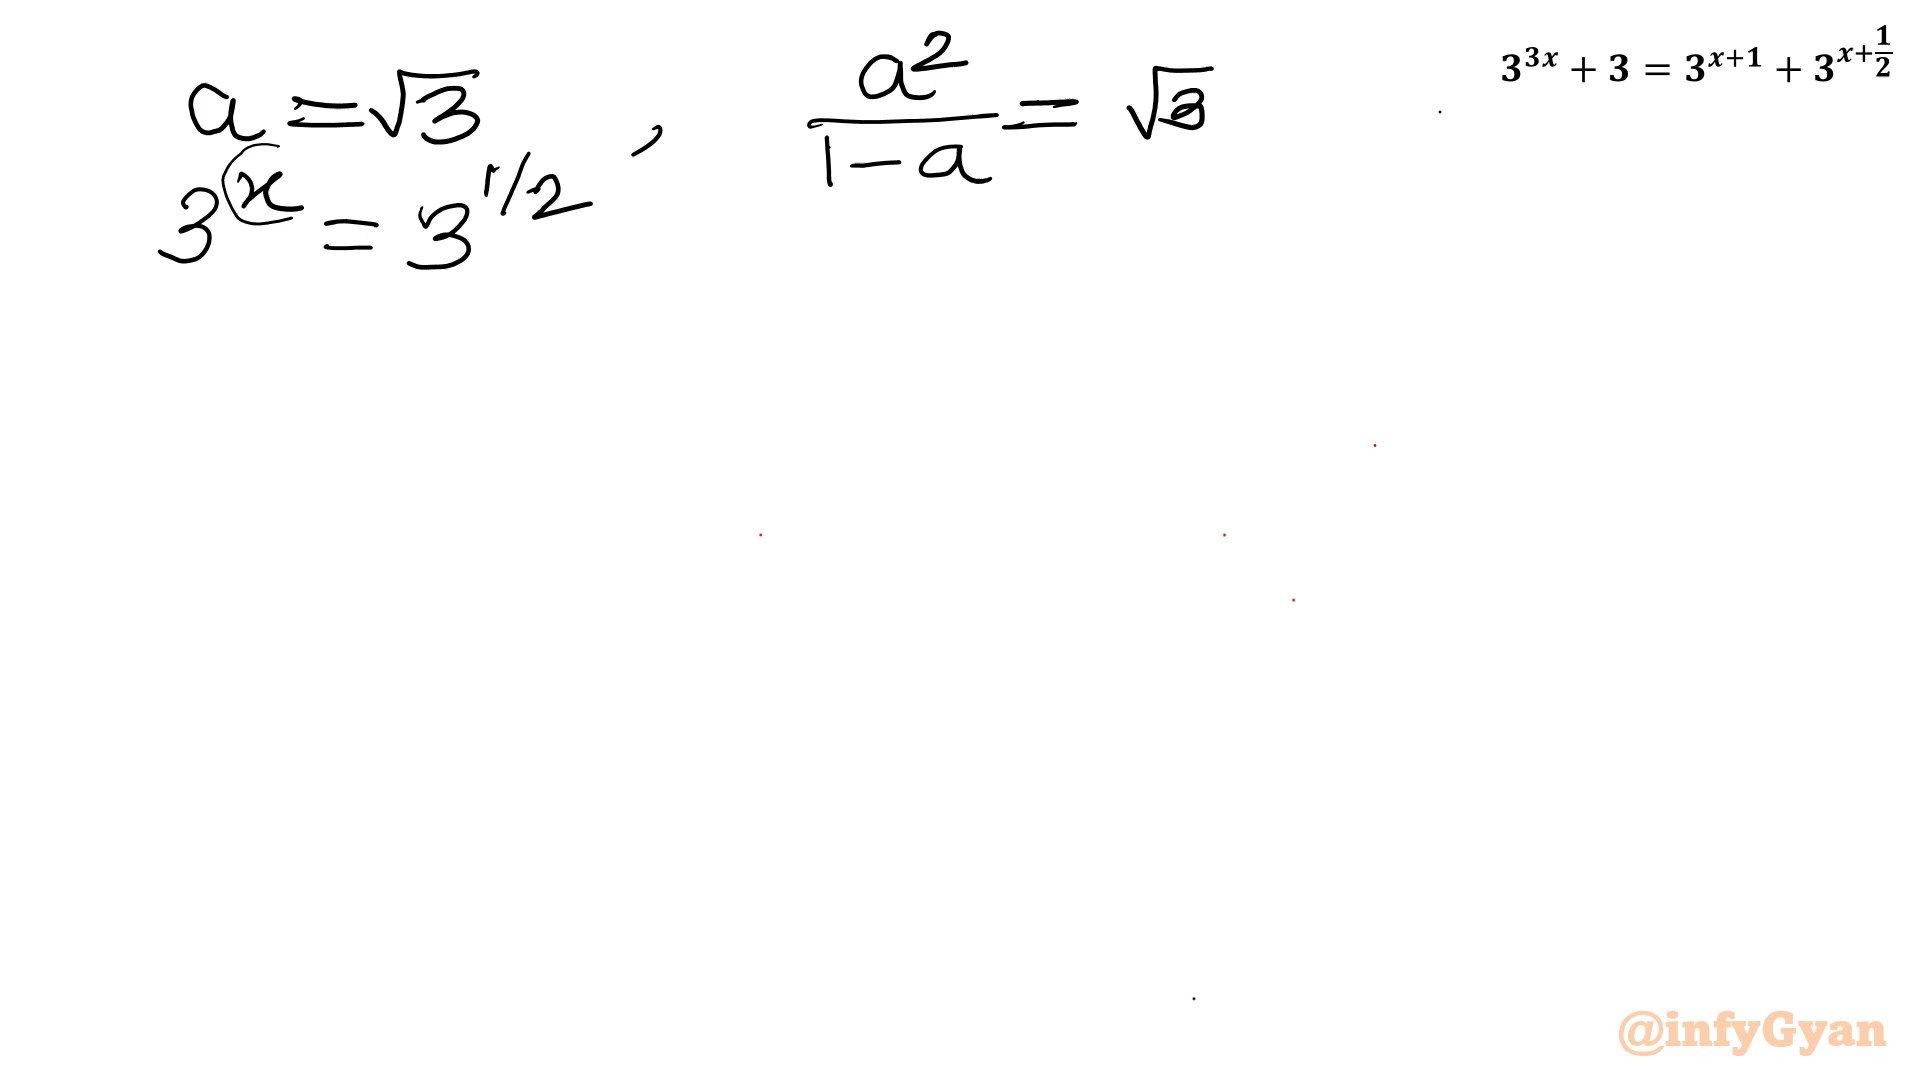 a = √3 , a²/(1 - a) = √3
3^x = 3^1/2
3^{3x} + 3 = 3^{x+1} + 3^{x+1/2}
@infyGyan